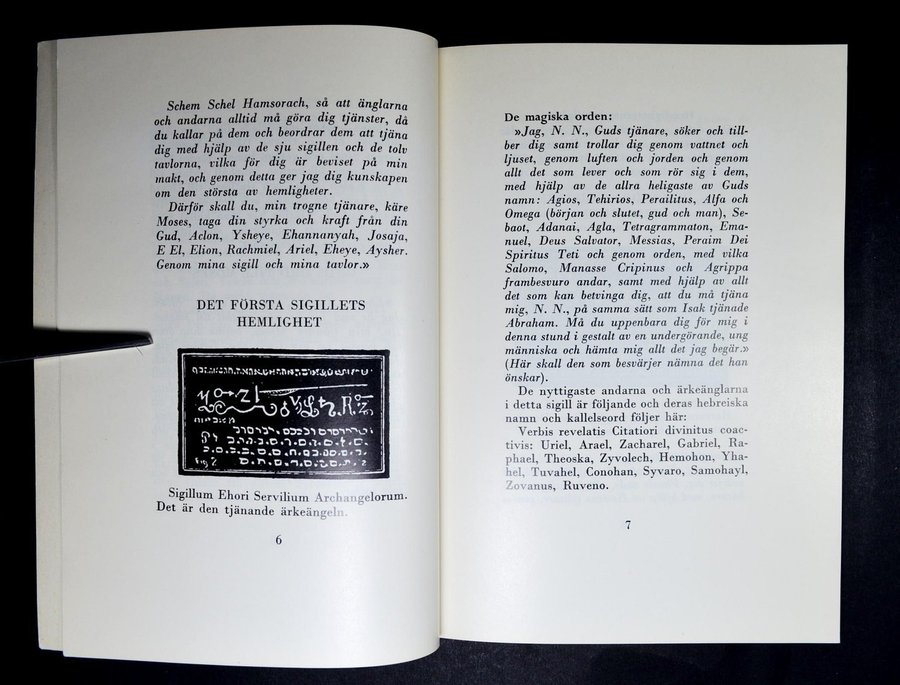 Schem Schel Hamsorach, så att änglarna
och andarna alltid må göra dig tjänster, då
du kallar på dem och beordrar dem att tjäna
dig med hjälp av de sju sigillen och de tolv
tavlorna, vilka för dig är beviset på min
makt, och genom detta ger jag dig kunskapen
om den största av hemligheter.
Därför skall du, min trogne tjänare, käre
Moses, taga din styrka och kraft från din
Gud, Aclon, Ysheye, Ehannanyah, Josaja,
E El, Elion, Rachmiel, Ariel, Eheye, Aysher.
Genom mina sigill och mina tavlor.»
DET FÖRSTA SIGILLETS
HEMLIGHET
Sigillum Ehori Servilium Archangelorum.
Det är den tjänande ärkeängeln.
6
De magiska orden:
»Jag, N. N., Guds tjänare, söker och till-
ber dig samt trollar dig genom vattnet och
ljuset, genom luften och jorden och genom
allt det som lever och som rör sig i dem,
med hjälp av de allra heligaste av Guds
namn: Agios, Tehirios, Perailitus, Alfa och
Omega (början och slutet, gud och man), Se-
baot, Adanai, Agla, Tetragrammaton, Ema-
nuel, Deus Salvator, Messias, Peraim Dei
Spiritus Teti och genom orden, med vilka
Salomo, Manasse Cripinus och Agrippa
frambesvuro andar, samt med hjälp av allt
det som kan betvinga dig, att du må tjäna
mig, N. N., på samma sätt som Isak tjänade
Abraham. Må du uppenbara dig för mig i
denna stund i gestalt av en undergörande, ung
människa och hämta mig allt det jag begär.»
(Här skall den som besvärjer nämna det han
önskar).
De nyttigaste andarna och ärkeänglarna
i detta sigill är följande och deras hebreiska
namn och kallelseord följer här:
Verbis revelatis Citatiori divinitus coac-
tivis: Uriel, Arael, Zacharel, Gabriel, Ra-
phael, Theoska, Zyvolech, Hemohon, Yha-
hel, Tuvahel, Conohan, Syvaro, Samohayl,
Zovanus, Ruveno.
7